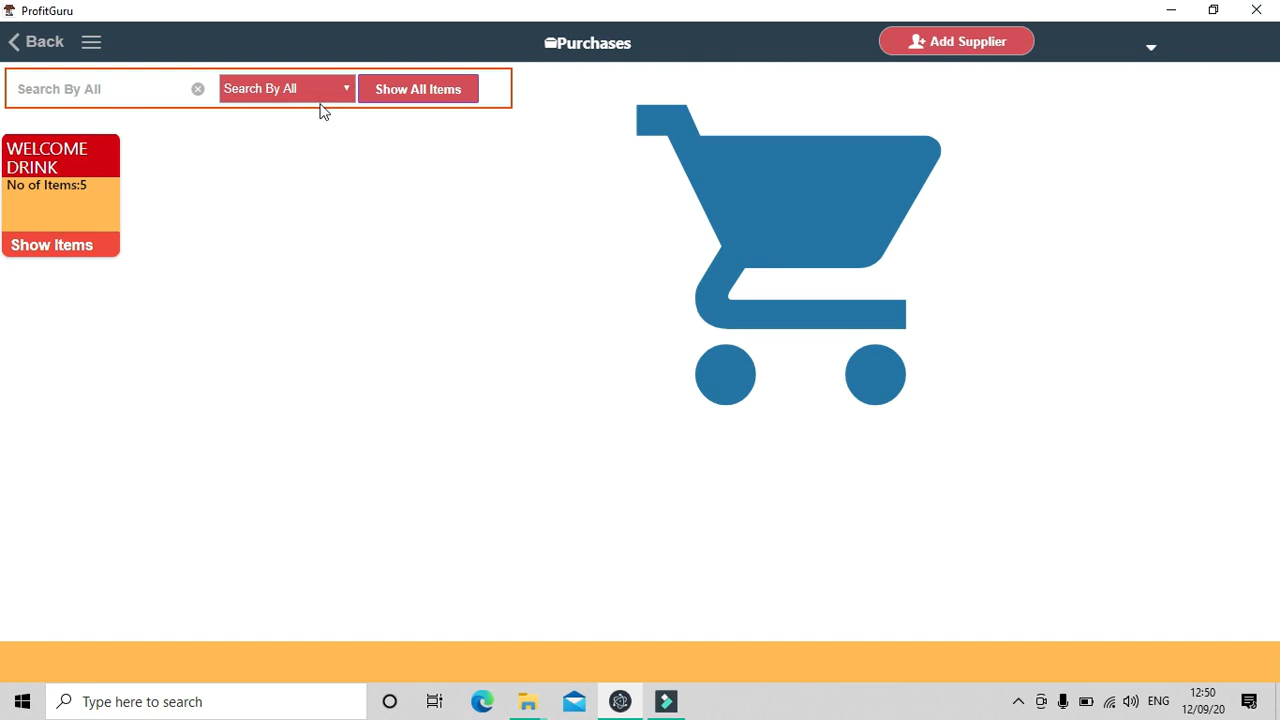 ProfitGuru
Back
Purchases
Add Supplier
Search By All
Search By All
Show All Items
WELCOME
DRINK
No of Items:5
Show Items
Type here to search
ENG
12:50
12/09/20